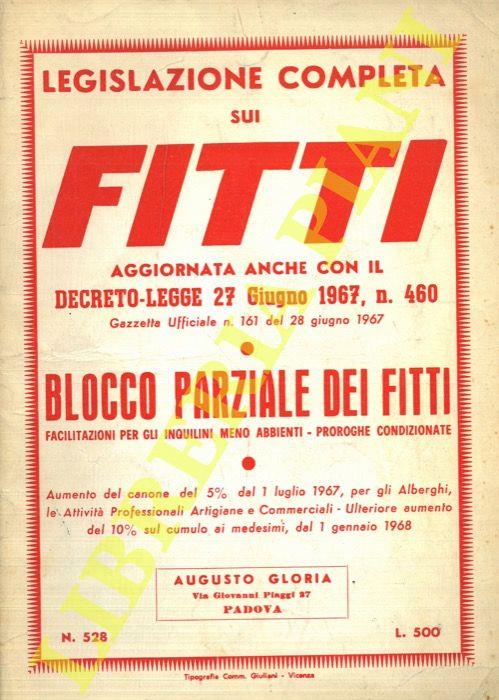 LEGISLAZIONE COMPLETA
SUI
FITTI
AGGIORNATA ANCHE CON IL
DECRETO-LEGGE 27 Giugno 1967, n. 460
Gazzetta Ufficiale n. 161 del 28 giugno 1967
BLOCCO PARZIALE DEI FITTI
FACILITAZIONI PER GLI INQUILINI MENO ABBIENTI - PROROGHE CONDIZIONATE
Aumento del canone del 5% dal 1 luglio 1967, per gli Alberghi,
le Attività Professionali Artigiane e Commerciali - Ulteriore aumento
del 10% sul cumulo ai medesimi, dal 1 gennaio 1968
AUGUSTO GLORIA
Via Giovanni Piaggi 27
PADOVA
N. 528
L. 500
Tipografia Comm. Giuliani - Vicenza
LIBRERIA PIANI